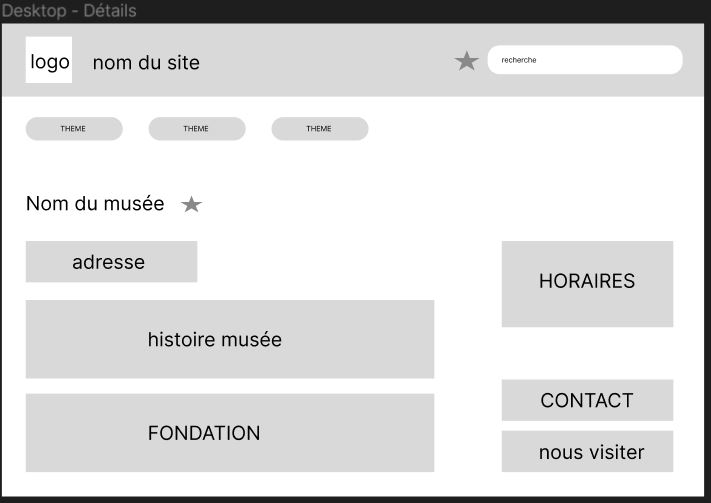 Desktop - Détails
logo
nom du site
recherche
THEME
THEME
THEME
Nom du musée
adresse
HORAIRES
histoire musée
CONTACT
FONDATION
nous visiter